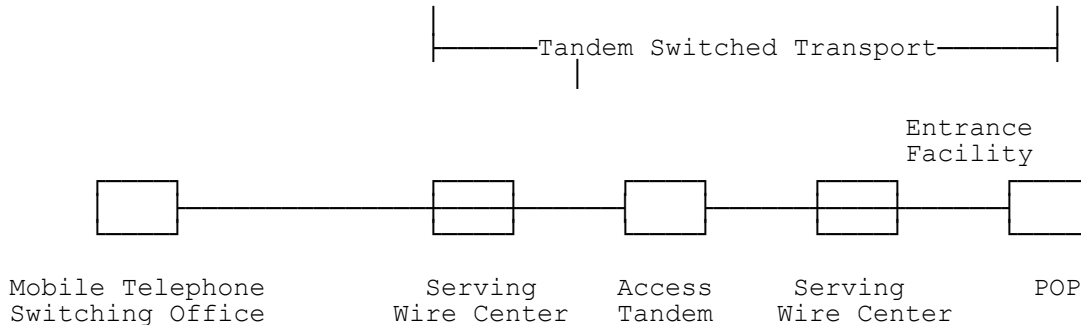 Tandem Switched Transport
Entrance
Facility
Mobile Telephone Serving Access Serving POP
Switching Office Wire Center Tandem Wire Center